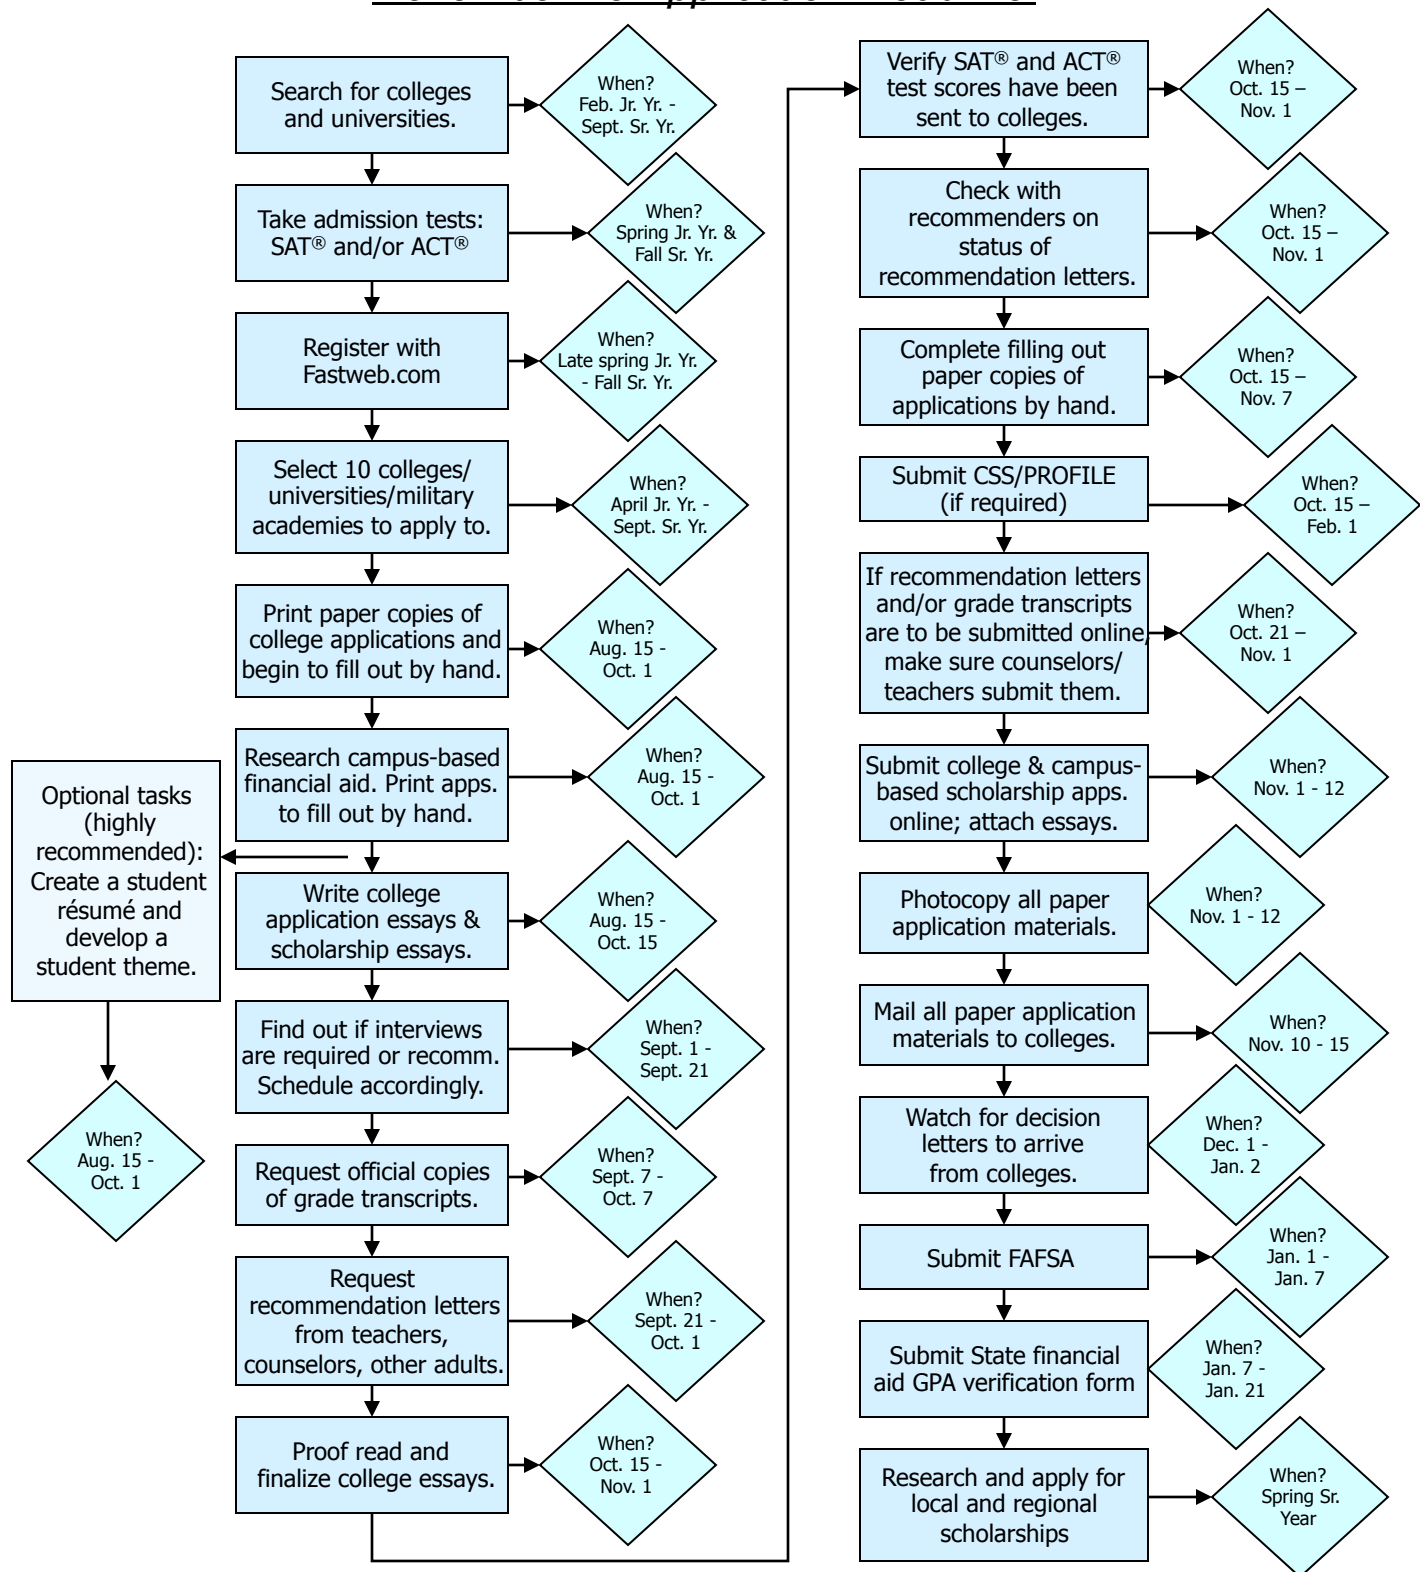 Search for colleges
and universities.
When?
Feb. Jr. Yr. -
Sept. Sr. Yr.
Take admission tests:
SAT® and/or ACT®
When?
Spring Jr. Yr. &
Fall Sr. Yr.
Register with
Fastweb.com
When?
Late spring Jr. Yr.
- Fall Sr. Yr.
Select 10 colleges/
universities/military
academies to apply to.
When?
April Jr. Yr. -
Sept. Sr. Yr.
Print paper copies of
college applications and
begin to fill out by hand.
When?
Aug. 15 -
Oct. 1
Research campus-based
financial aid. Print apps.
to fill out by hand.
When?
Aug. 15 -
Oct. 1
Optional tasks
(highly
recommended):
Create a student
résumé and
develop a
student theme.
When?
Aug. 15 -
Oct. 1
Write college
application essays &
scholarship essays.
When?
Aug. 15 -
Oct. 15
Find out if interviews
are required or recomm.
Schedule accordingly.
When?
Sept. 1 -
Sept. 21
Request official copies
of grade transcripts.
When?
Sept. 7 -
Oct. 7
Request
recommendation letters
from teachers,
counselors, other adults.
When?
Sept. 21 -
Oct. 1
Proof read and
finalize college essays.
When?
Oct. 15 -
Nov. 1
Verify SAT® and ACT®
test scores have been
sent to colleges.
When?
Oct. 15 –
Nov. 1
Check with
recommenders on
status of
recommendation letters.
When?
Oct. 15 –
Nov. 1
Complete filling out
paper copies of
applications by hand.
When?
Oct. 15 –
Nov. 7
Submit CSS/PROFILE
(if required)
When?
Oct. 15 –
Feb. 1
If recommendation letters
and/or grade transcripts
are to be submitted online,
make sure counselors/
teachers submit them.
When?
Oct. 21 –
Nov. 1
Submit college & campus-
based scholarship apps.
online; attach essays.
When?
Nov. 1 - 12
Photocopy all paper
application materials.
When?
Nov. 1 - 12
Mail all paper application
materials to colleges.
When?
Nov. 10 - 15
Watch for decision
letters to arrive
from colleges.
When?
Dec. 1 -
Jan. 2
Submit FAFSA
When?
Jan. 1 -
Jan. 7
Submit State financial
aid GPA verification form
When?
Jan. 7 -
Jan. 21
Research and apply for
local and regional
scholarships
When?
Spring Sr.
Year